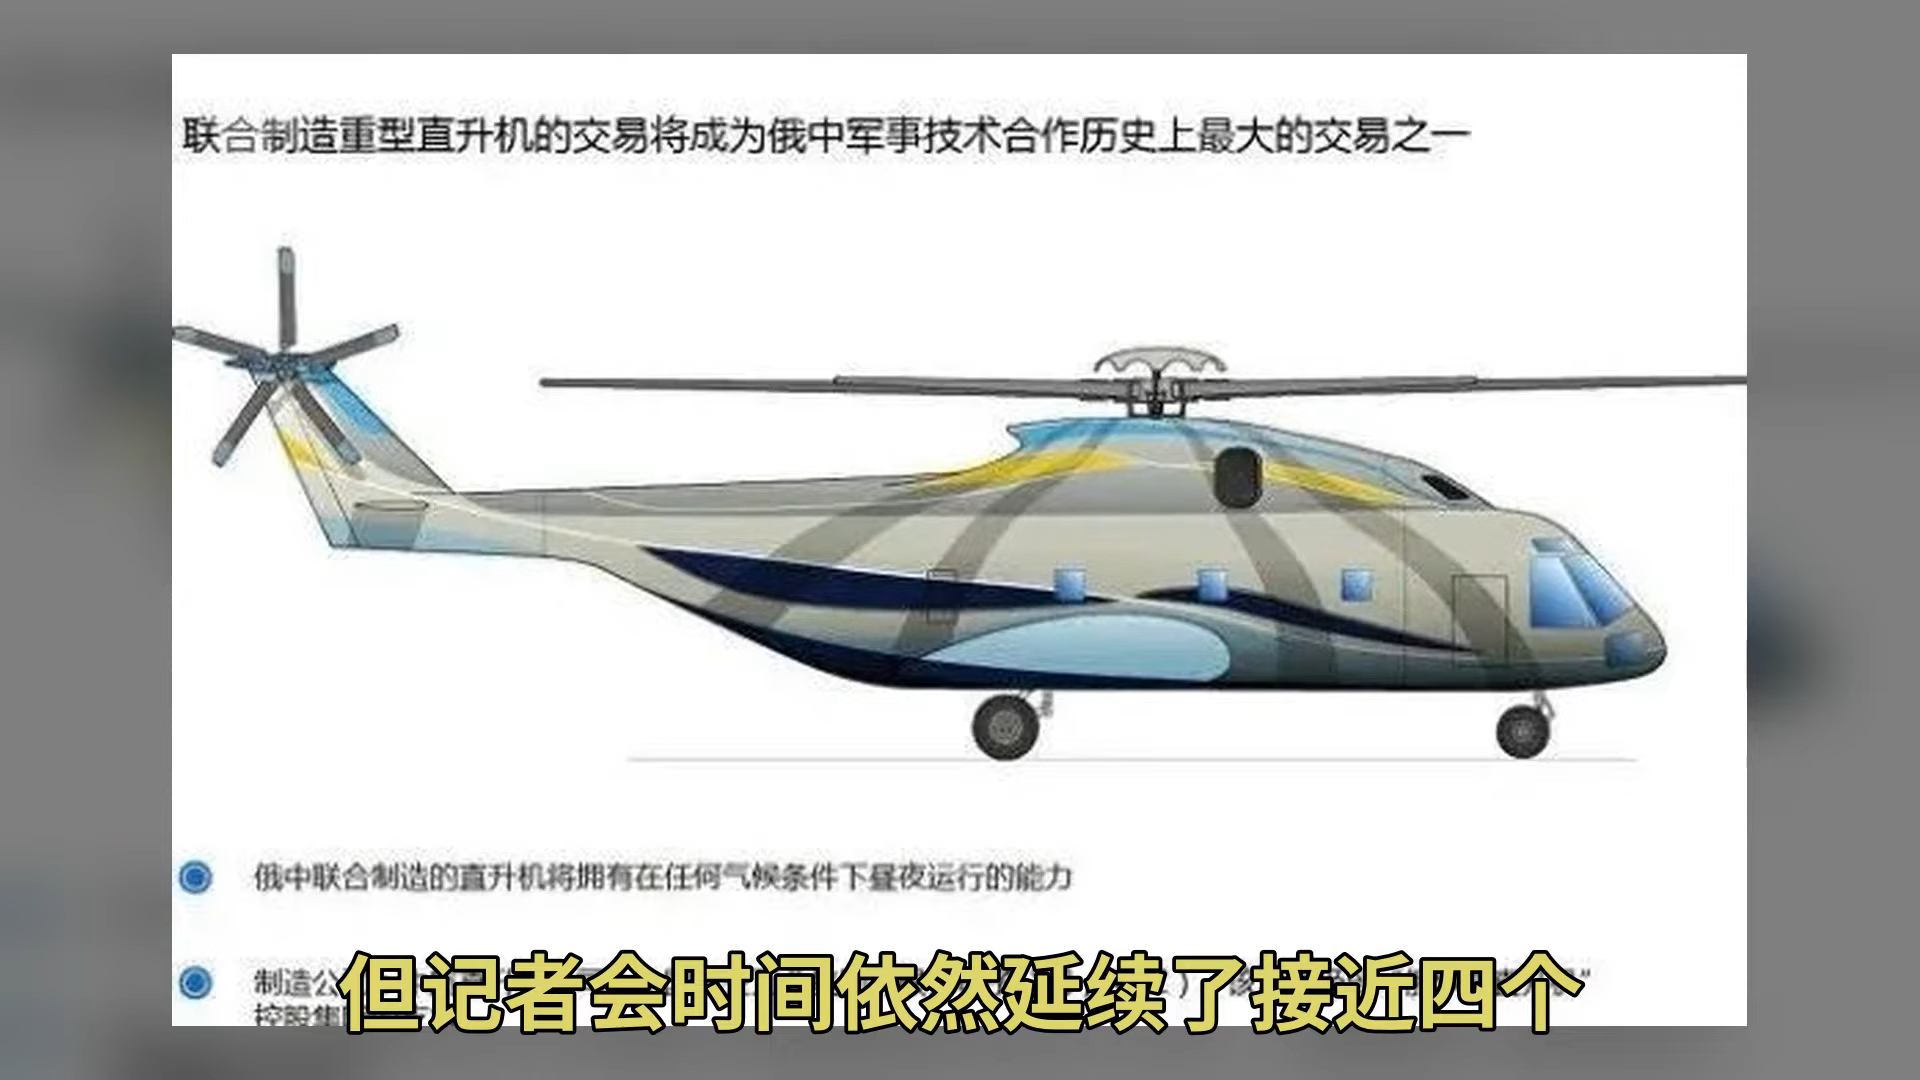 联合制造重型直升机的交易将成为俄中军事技术合作历史上最大的交易之一
俄中联合制造的直升机将拥有在任何气候条件下昼夜运行的能力
制造公
控股集
但记者会时间依然延续了接近四个